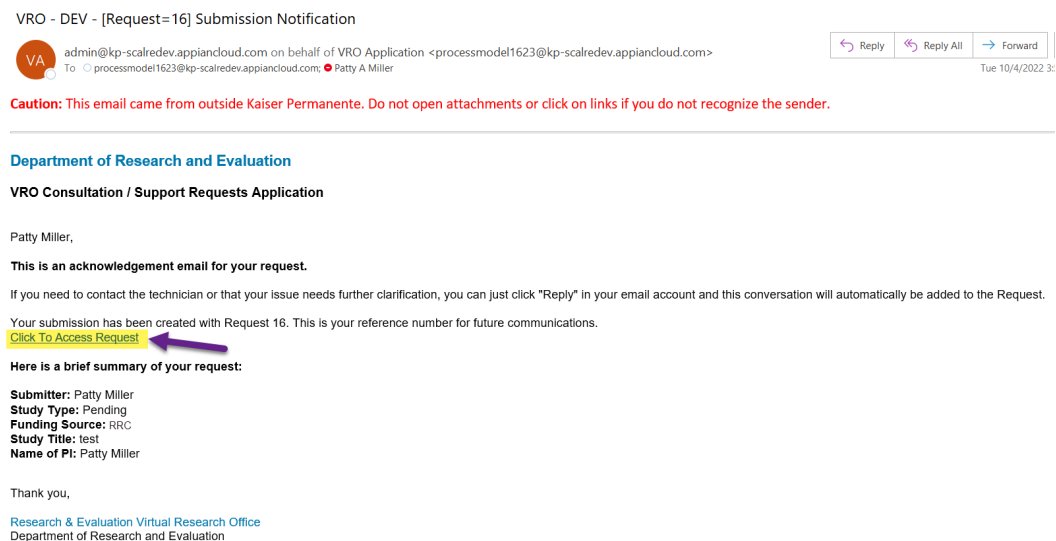 VRO - DEV - [Request=16] Submission Notification
VA
admin@kp-scalredev.appiancloud.com on behalf of VRO Application <processmodel1623@kp-scalredev.appiancloud.com>
To processmodel1623@kp-scalredev.appiancloud.com; Patty A Miller
Reply
Reply All
Forward
Tue 10/4/2022 3:
Caution: This email came from outside Kaiser Permanente. Do not open attachments or click on links if you do not recognize the sender.
Department of Research and Evaluation
VRO Consultation / Support Requests Application
Patty Miller,
This is an acknowledgement email for your request.
If you need to contact the technician or that your issue needs further clarification, you can just click "Reply" in your email account and this conversation will automatically be added to the Request.
Your submission has been created with Request 16. This is your reference number for future communications.
Click To Access Request
Here is a brief summary of your request:
Submitter: Patty Miller
Study Type: Pending
Funding Source: RRC
Study Title: test
Name of PI: Patty Miller
Thank you,
Research & Evaluation Virtual Research Office
Department of Research and Evaluation